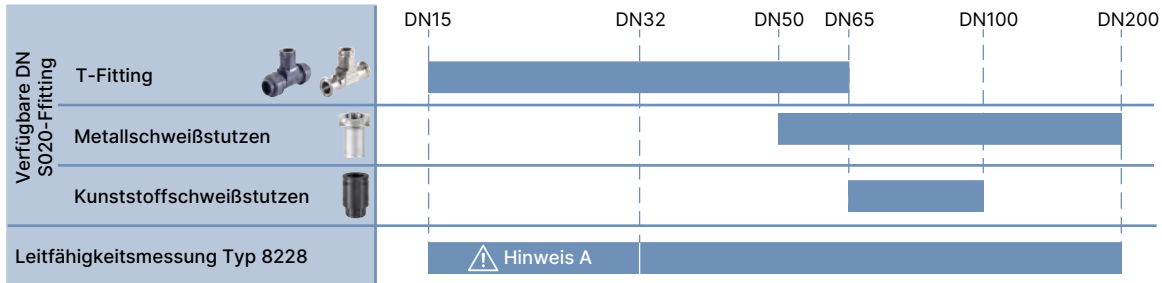 DN15 DN32 DN50 DN65 DN100 DN200
Verfügbare DN
S020-Ffitting
T-Fitting
Metallschweißstutzen
Kunststoffschweißstutzen
Leitfähigkeitsmessung Typ 8228
Hinweis A